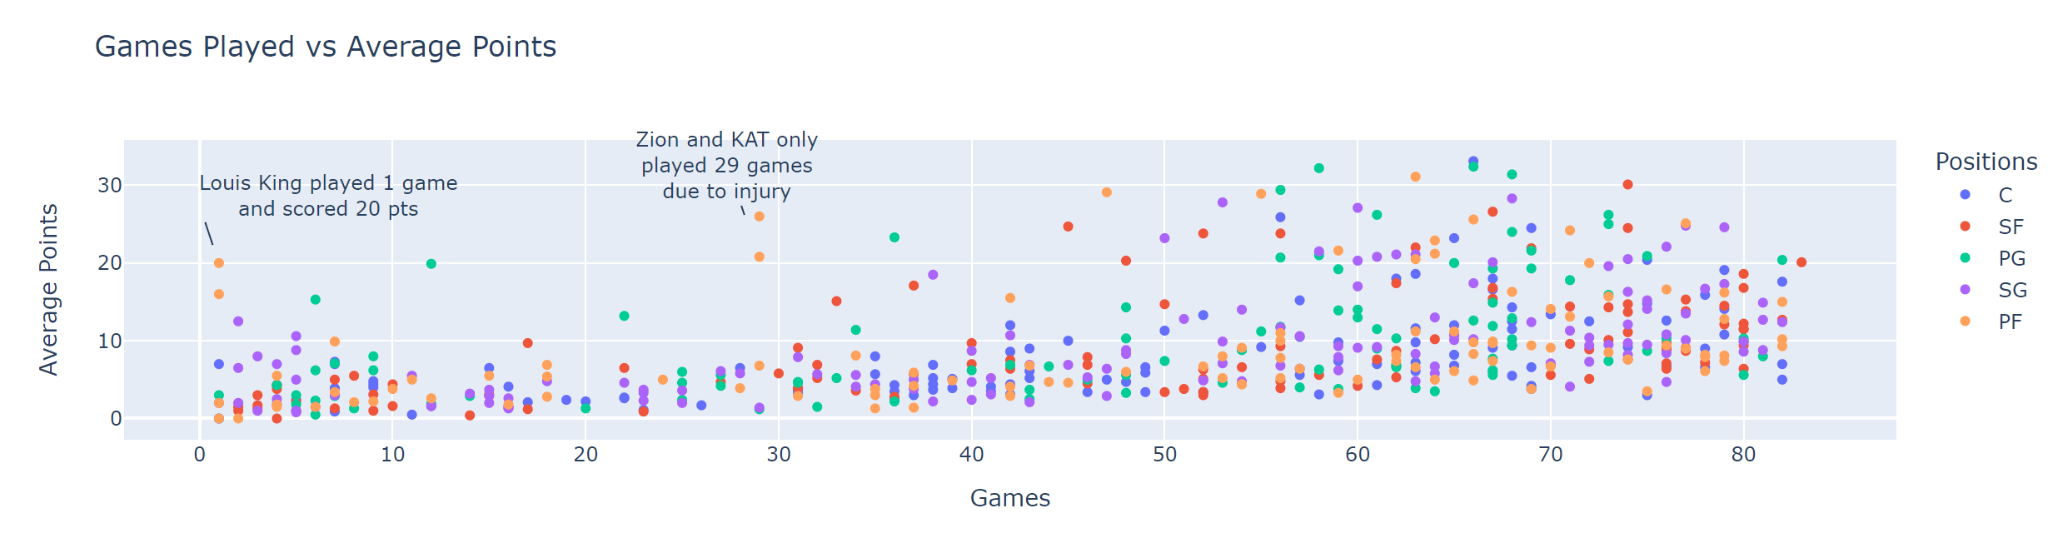 Games Played vs Average Points
Zion and KAT only
played 29 games
due to injury
Louis King played 1 game
and scored 20 pts
Average Points
30
20
10
0
0
10
20
30
40
50
60
70
80
Games
Positions
C
SF
PG
SG
PF